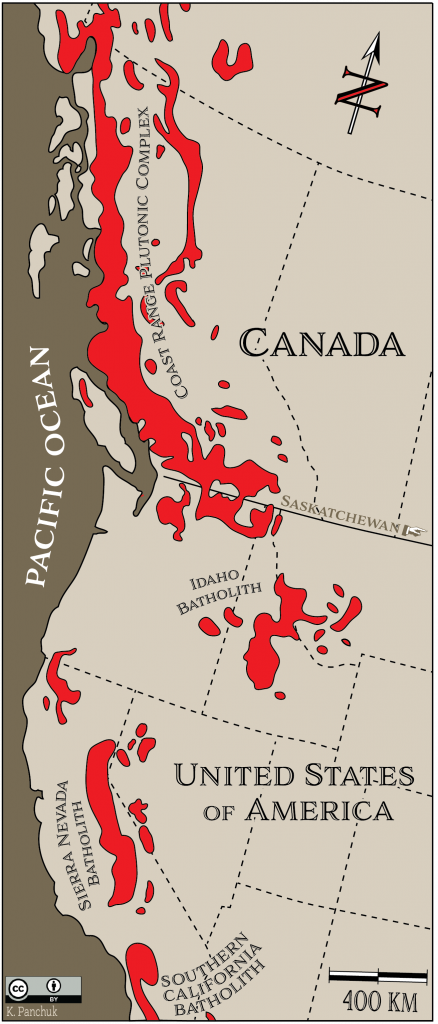 N
COAST RANGE PLUTONIC COMPLEX
CANADA
PACIFIC OCEAN
SASKATCHEWAN
IDAHO
BATHOLITH
UNITED STATES
OF AMERICA
SIERRA NEVADA
BATHOLITH
SOUTHERN
CALIFORNIA
BATHOLITH
400 KM
cc
BY
K. Panchuk